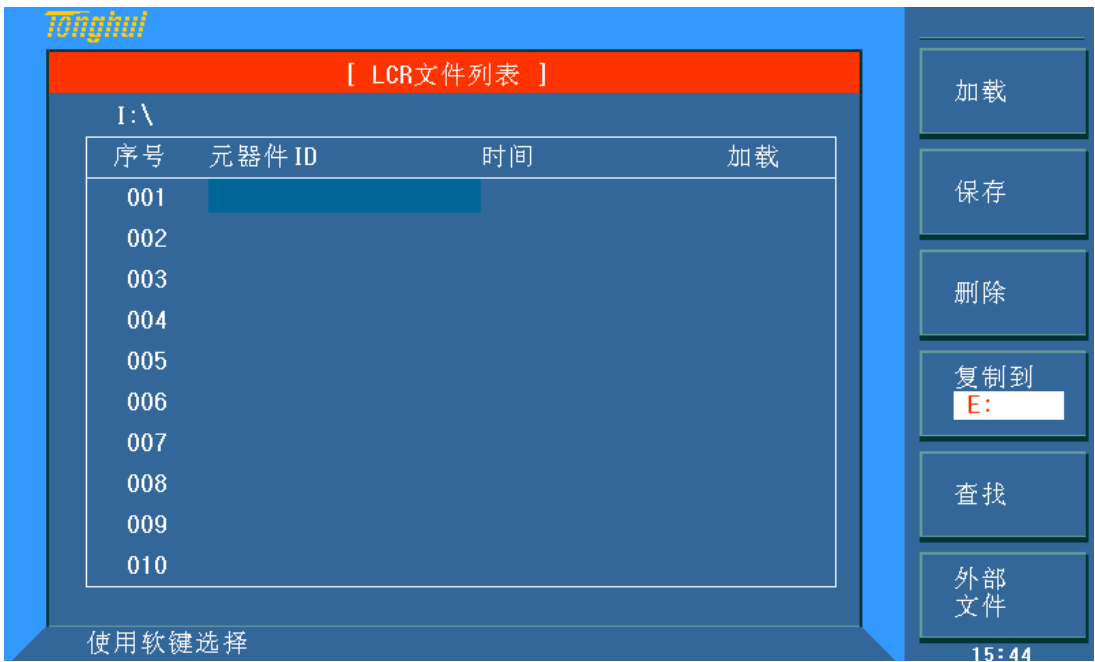 Tonghui
[ LCR文件列表 ]
I:\
序号 元器件ID 时间 加载
001
002
003
004
005
006
007
008
009
010
使用软键选择
加载
保存
删除
复制到
E:
查找
外部
文件
15:44